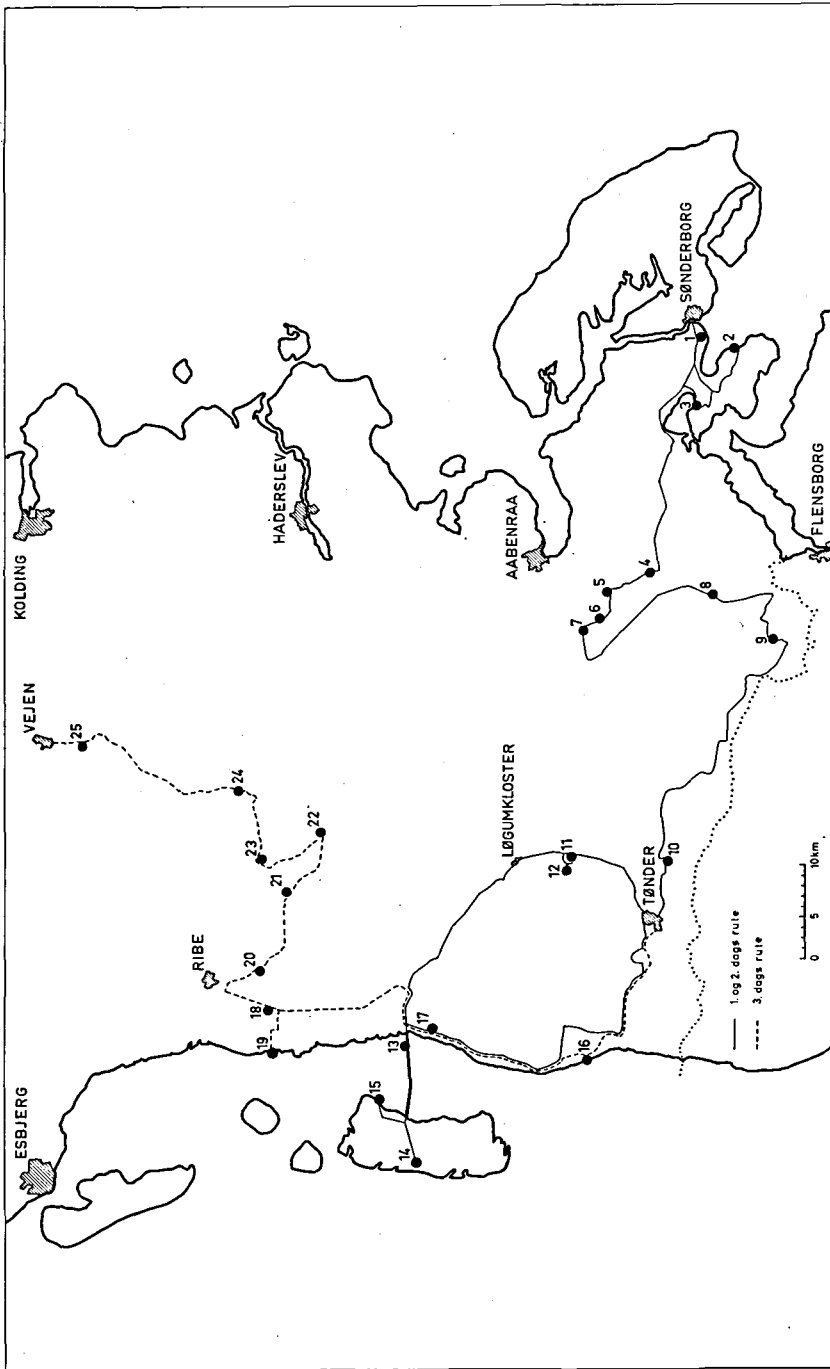 ESBJERG
KOLDING
VEJEN
RIBE
HADERSLEV
AABENRAA
LØGUMKLOSTER
TØNDER
SØNDERBORG
FLENSBORG
1
2
3
4
5
6
7
8
9
10
11
12
13
14
15
16
17
18
19
20
21
22
23
24
25
1. og 2. dags rute
3. dags rute
0 5 10km